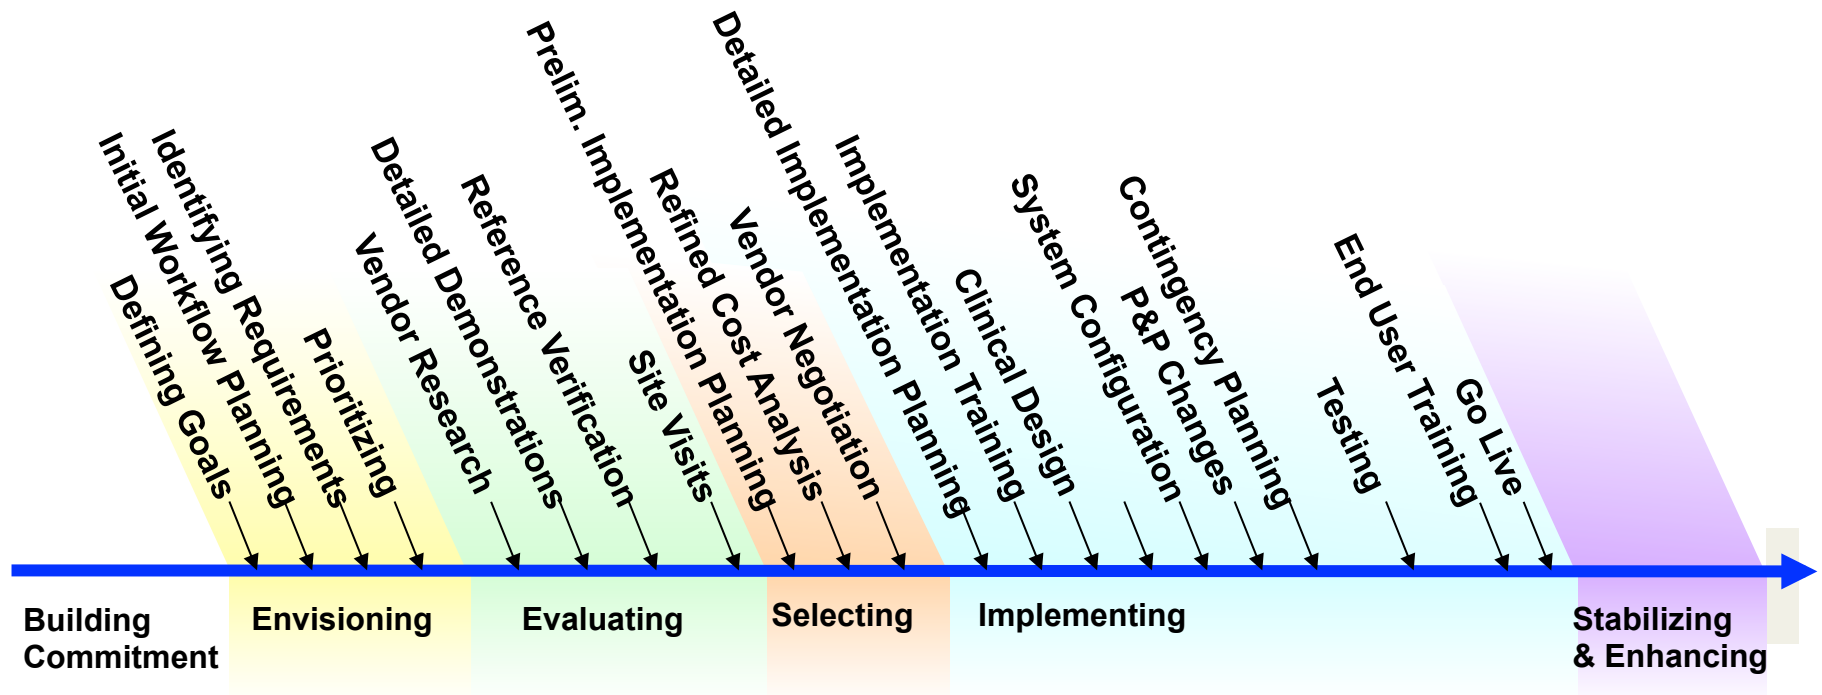 Defining Goals
Initial Workflow Planning
Identifying Requirements
Prioritizing
Vendor Research
Detailed Demonstrations
Reference Verification
Site Visits
Prelim. Implementation Planning
Refined Cost Analysis
Vendor Negotiation
Detailed Implementation Planning
Implementation Training
Clinical Design
System Configuration
P&P Changes
Contingency Planning
Testing
End User Training
Go Live
Building
Commitment
Envisioning
Evaluating
Selecting
Implementing
Stabilizing
& Enhancing